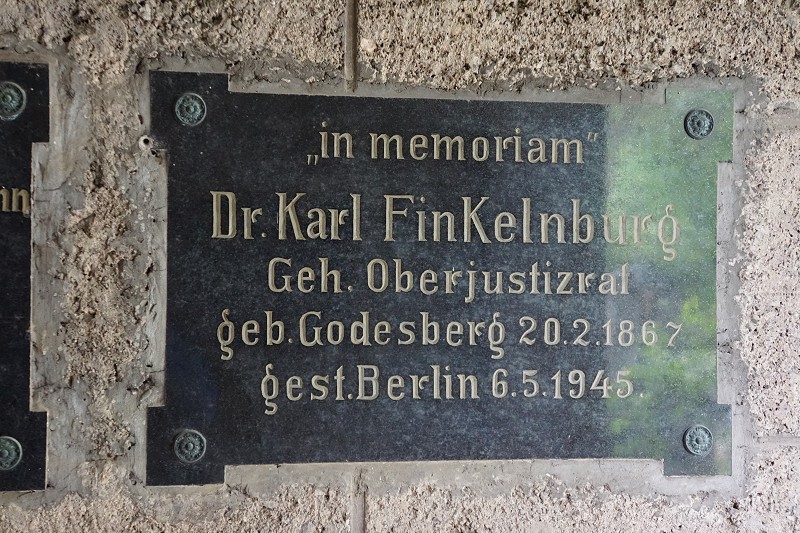 „in memoriam"
Dr. Karl Finkelnburg
Geh. Oberjustizrat
geb. Godesberg 20.2.1867
gest. Berlin 6.5.1945.